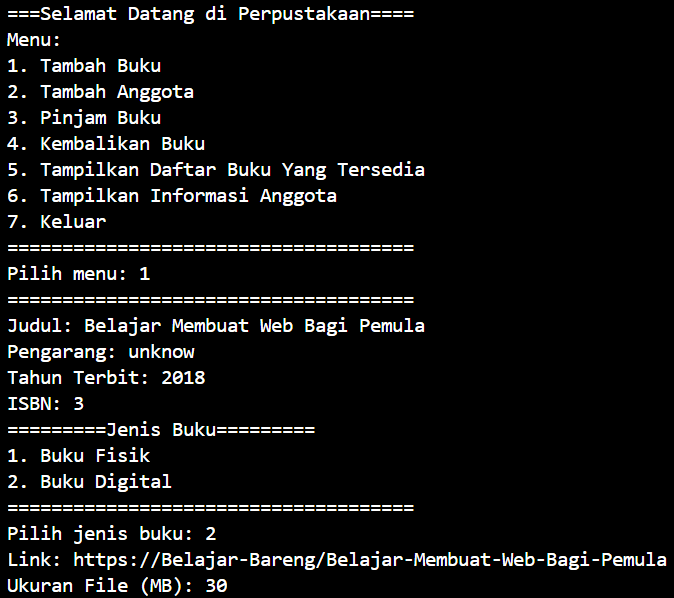 ===Selamat Datang di Perpustakaan====
Menu:
1. Tambah Buku
2. Tambah Anggota
3. Pinjam Buku
4. Kembalikan Buku
5. Tampilkan Daftar Buku Yang Tersedia
6. Tampilkan Informasi Anggota
7. Keluar
=====================================
Pilih menu: 1
=====================================
Judul: Belajar Membuat Web Bagi Pemula
Pengarang: unknow
Tahun Terbit: 2018
ISBN: 3
=========Jenis Buku=========
1. Buku Fisik
2. Buku Digital
=====================================
Pilih jenis buku: 2
Link: https://Belajar-Bareng/Belajar-Membuat-Web-Bagi-Pemula
Ukuran File (MB): 30